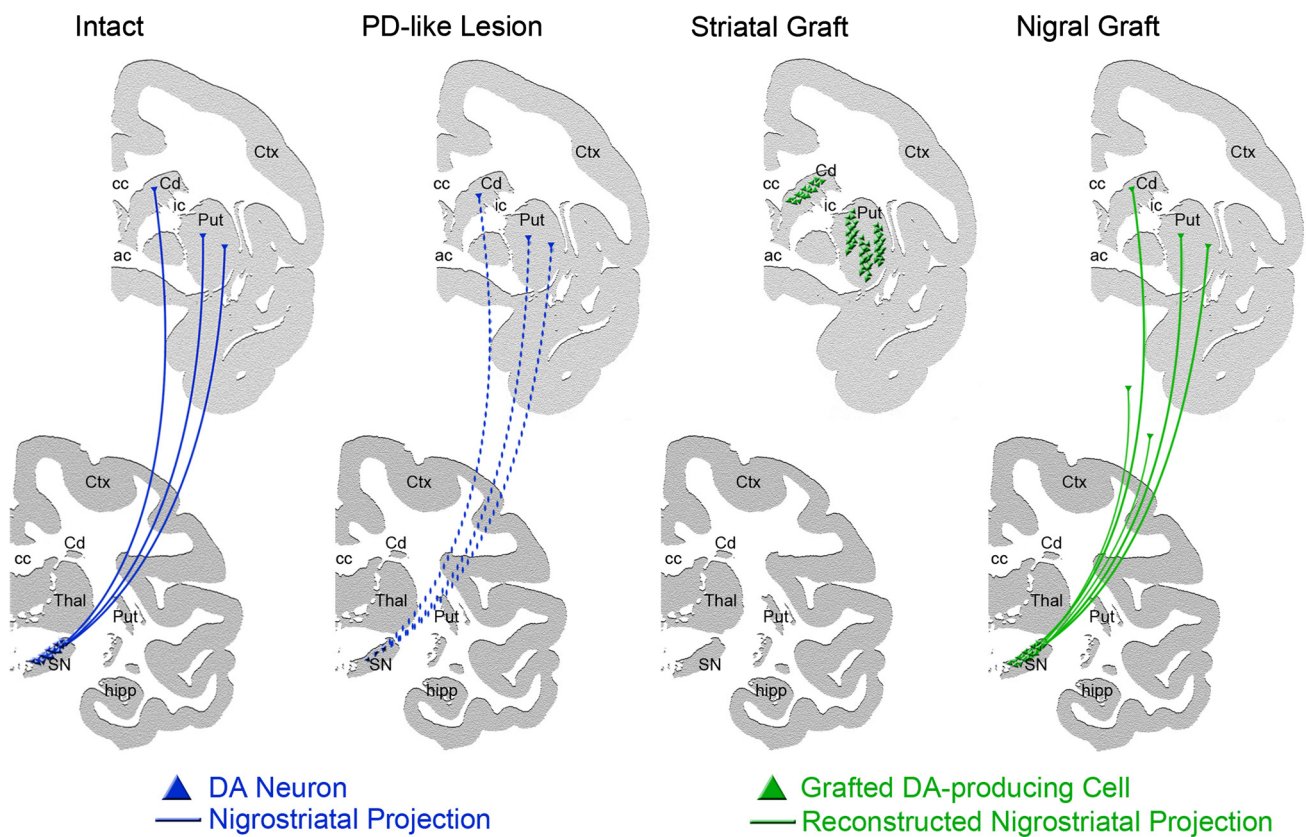 Intact
PD-like Lesion
Striatal Graft
Nigral Graft
Ctx
cc
Cd
ic
Put
ac
Ctx
Cd
cc
Thal
Put
SN
hipp
Ctx
cc
Cd
ic
Put
ac
Ctx
Cd
cc
Thal
Put
SN
hipp
Ctx
cc
Cd
ic
Put
ac
Ctx
Cd
cc
Thal
Put
SN
hipp
Ctx
cc
Cd
ic
Put
ac
Ctx
Cd
cc
Thal
Put
SN
hipp
DA Neuron
Nigrostriatal Projection
Grafted DA-producing Cell
Reconstructed Nigrostriatal Projection